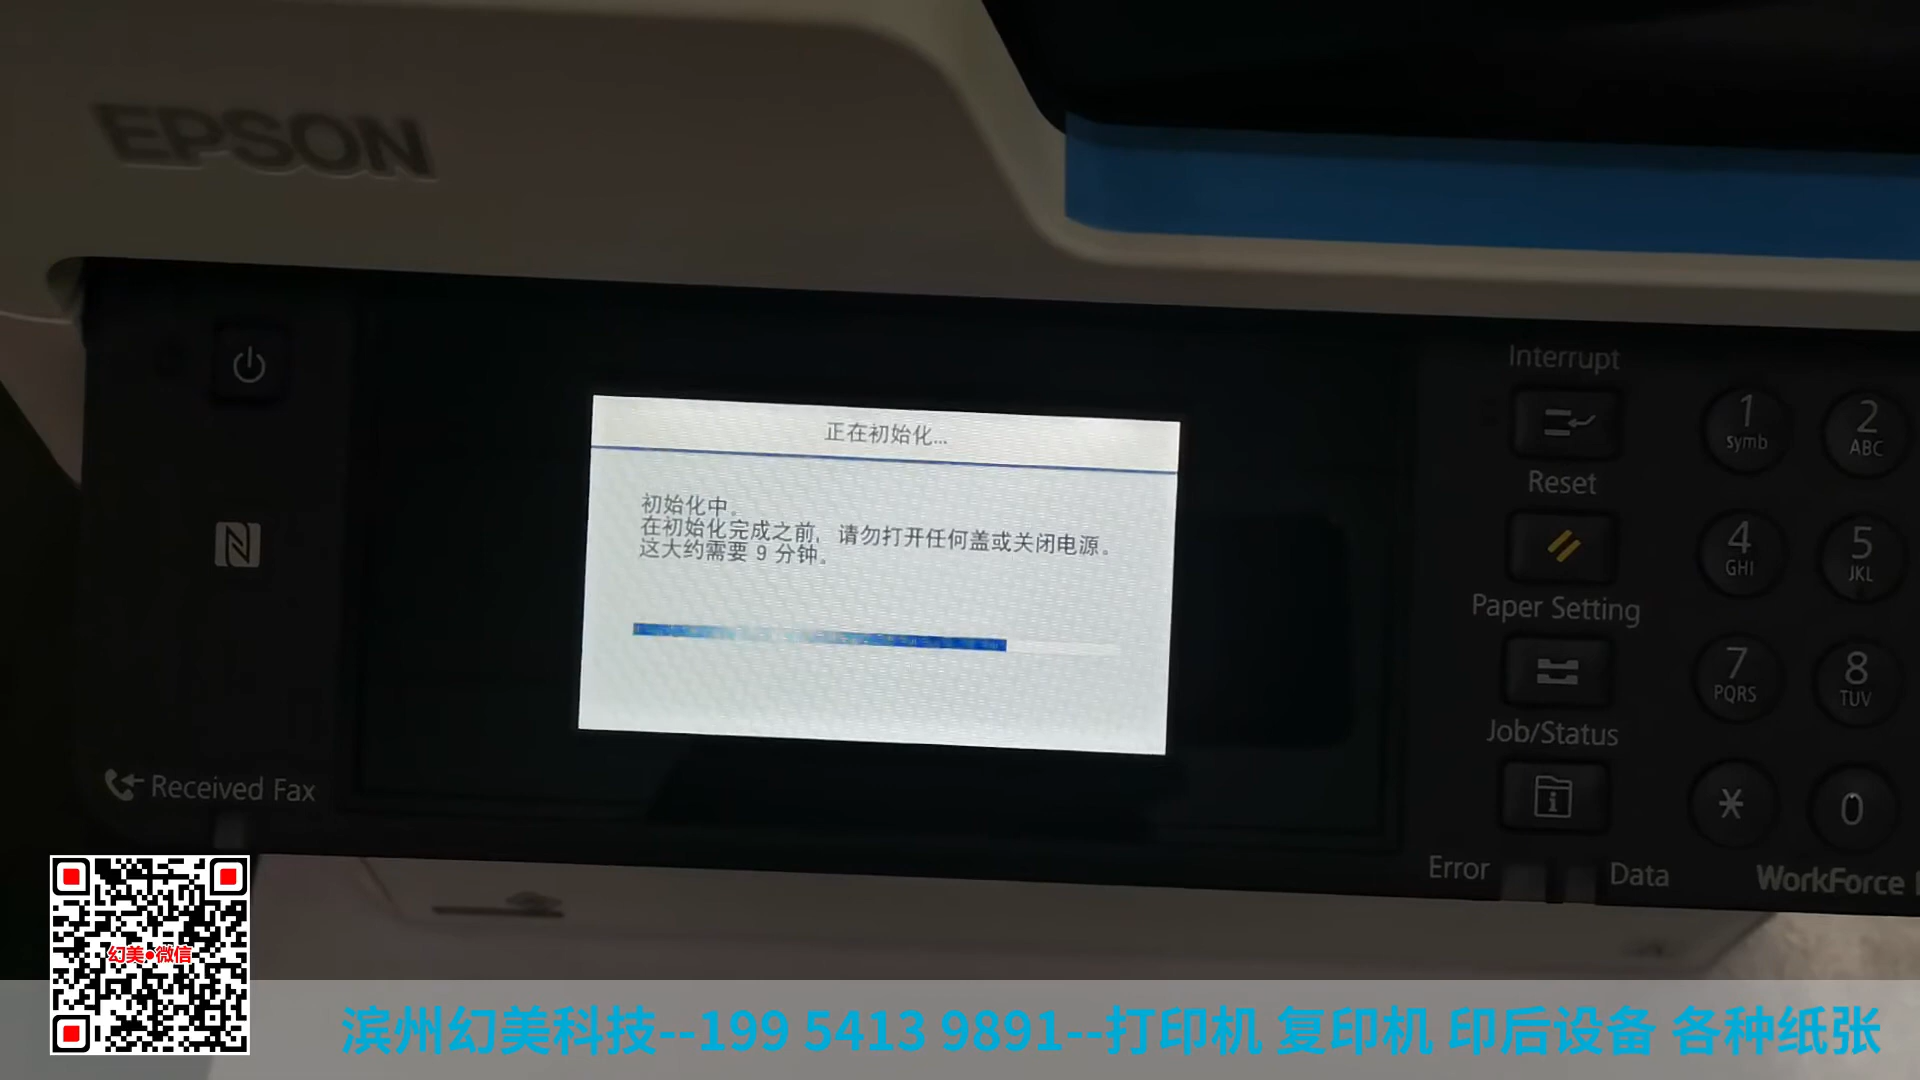 EPSON
正在初始化...
初始化中。
在初始化完成之前，请勿打开任何盖或关闭电源。
这大约需要 9 分钟。
Interrupt
Reset
Paper Setting
Job/Status
Error
Data
1
symb
2
ABC
4
GHI
5
JKL
7
PQRS
8
TUV
0
WorkForce
Received Fax
幻美●微信
滨州幻美科技--199 5413 9891--打印机 复印机 印后设备 各种纸张